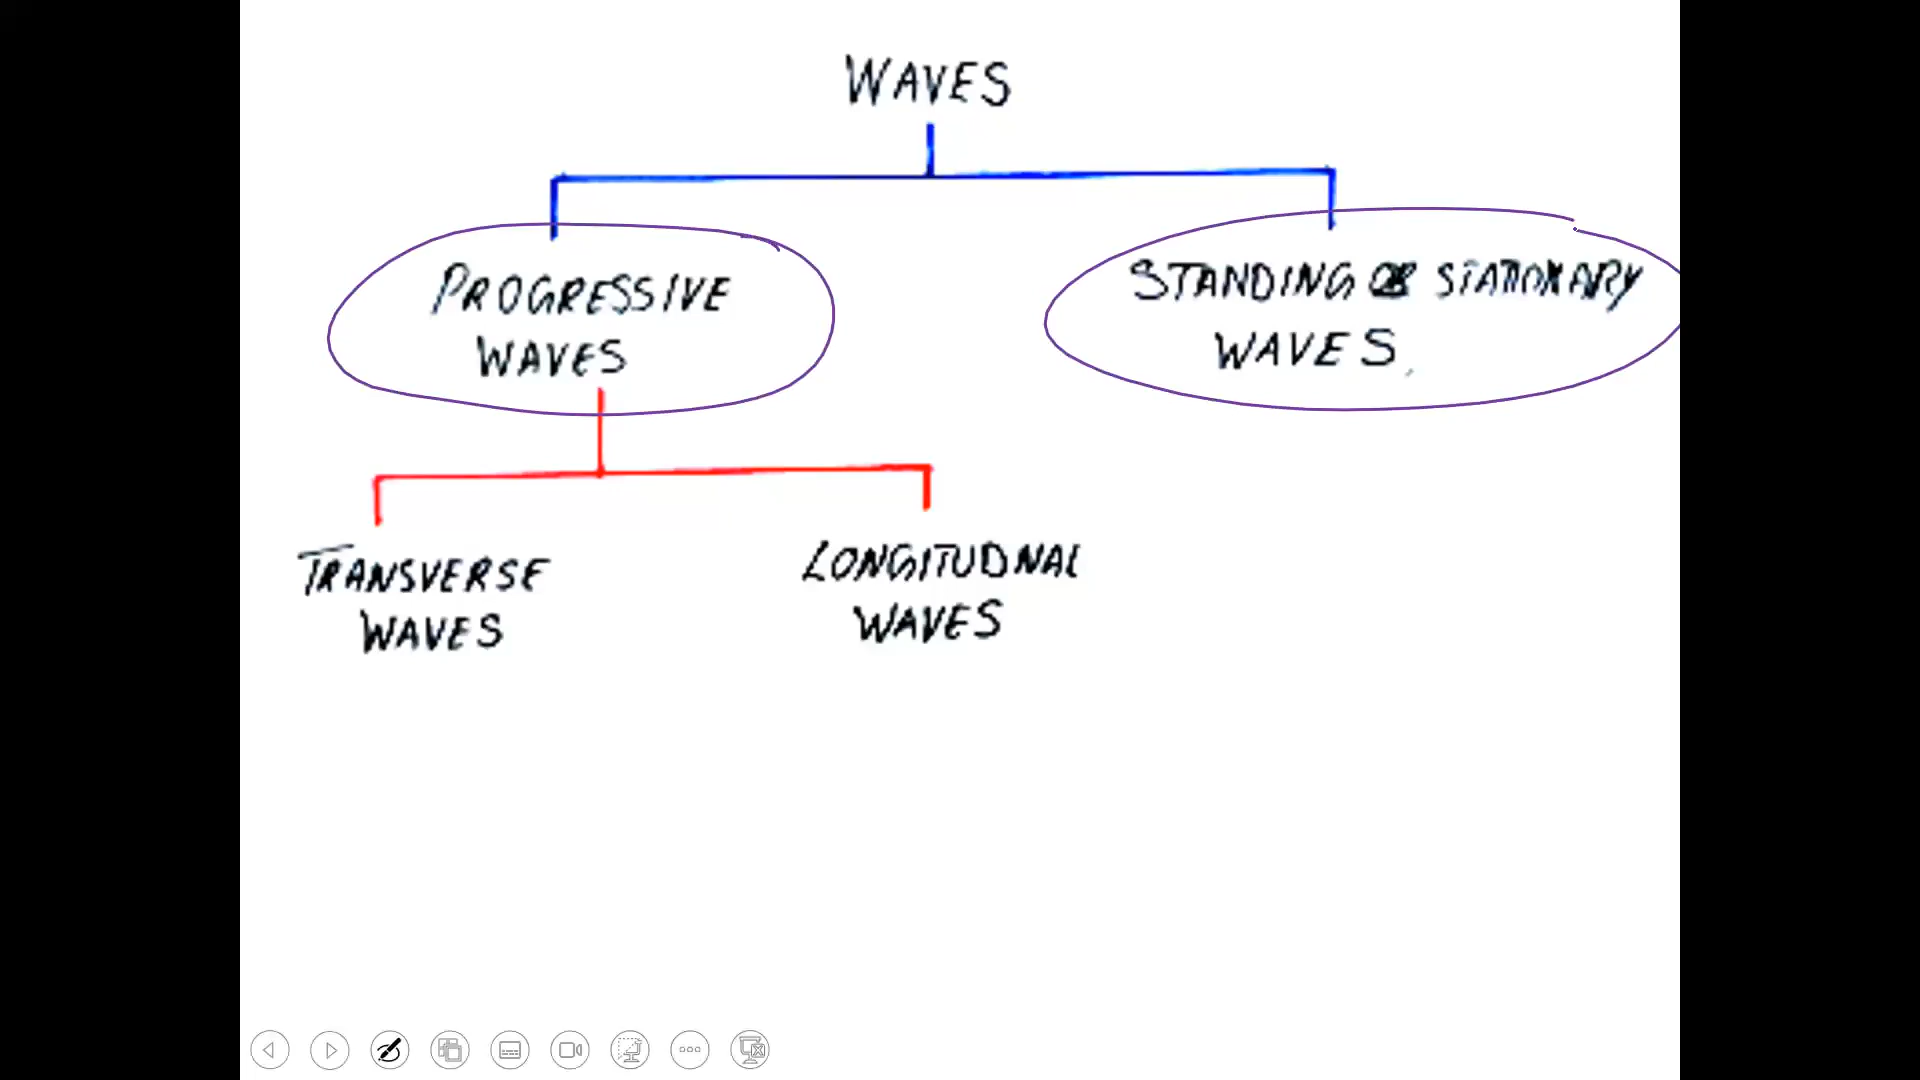 WAVES
PROGRESSIVE
WAVES
STANDING OR STATIONARY
WAVES.
TRANSVERSE
WAVES
LONGITUDNAL
WAVES